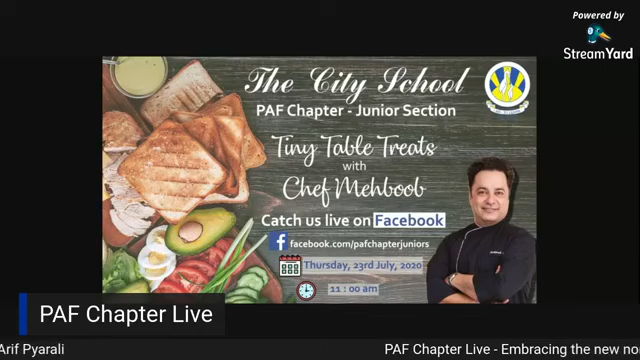 Powered by
StreamYard
The City School
PAF Chapter - Junior Section
Tiny Table Treats
with
Chef Mehboob
Catch us live on Facebook
facebook.com/pafchapterjuniors
Thursday, 23rd July, 2020
11 : 00 am
PAF Chapter Live
Arif Pyarali
PAF Chapter Live - Embracing the new no